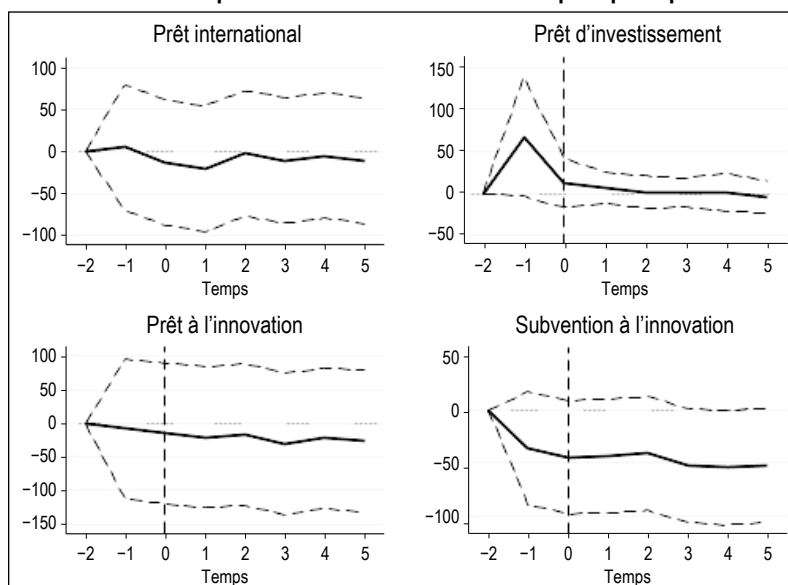 Prêt international
100
50
0
−50
−100
−2 −1 0 1 2 3 4 5
Temps
Prêt d’investissement
150
100
50
0
−50
−2 −1 0 1 2 3 4 5
Temps
Prêt à l’innovation
100
50
0
−50
−100
−150
−2 −1 0 1 2 3 4 5
Temps
Subvention à l’innovation
50
0
−50
−100
−2 −1 0 1 2 3 4 5
Temps